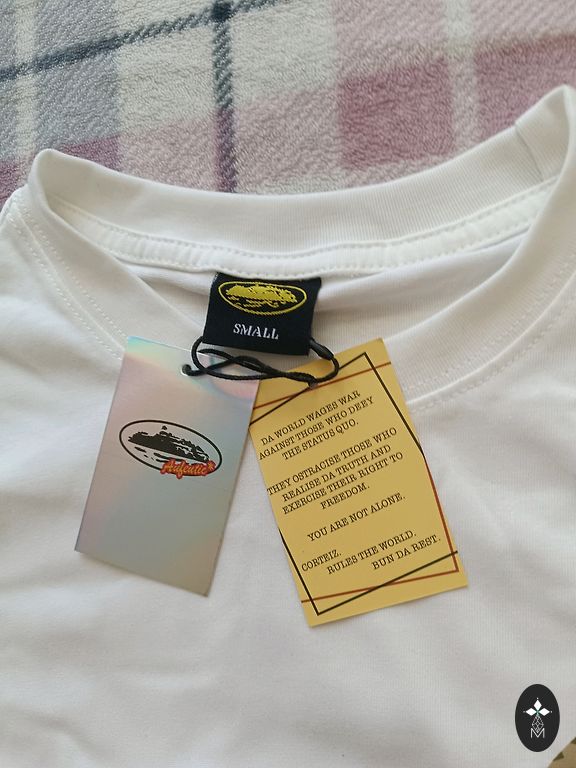 SMALL
Aufentic
DA WORLD WAGES WAR
AGAINST THOSE WHO DEFY
THE STATUS QUO.
THEY OSTRACISE THOSE WHO
REALISE DA TRUTH AND
EXERCISE THEIR RIGHT TO
FREEDOM.
YOU ARE NOT ALONE.
CORTEIZ.
RULES THE WORLD.
BUN DA REST.
M